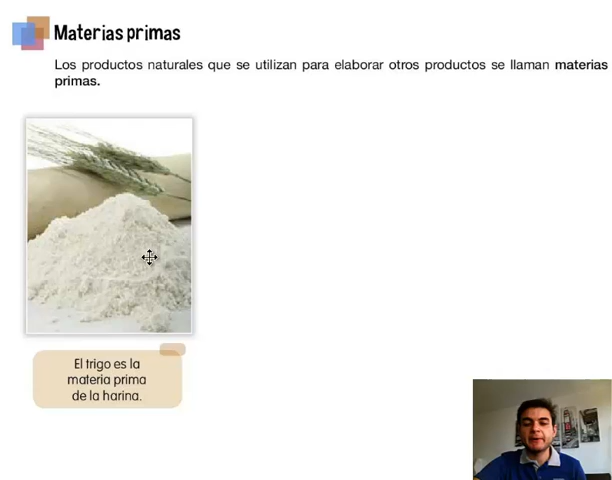 Materias primas
Los productos naturales que se utilizan para elaborar otros productos se llaman materias
primas.
El trigo es la
materia prima
de la harina.